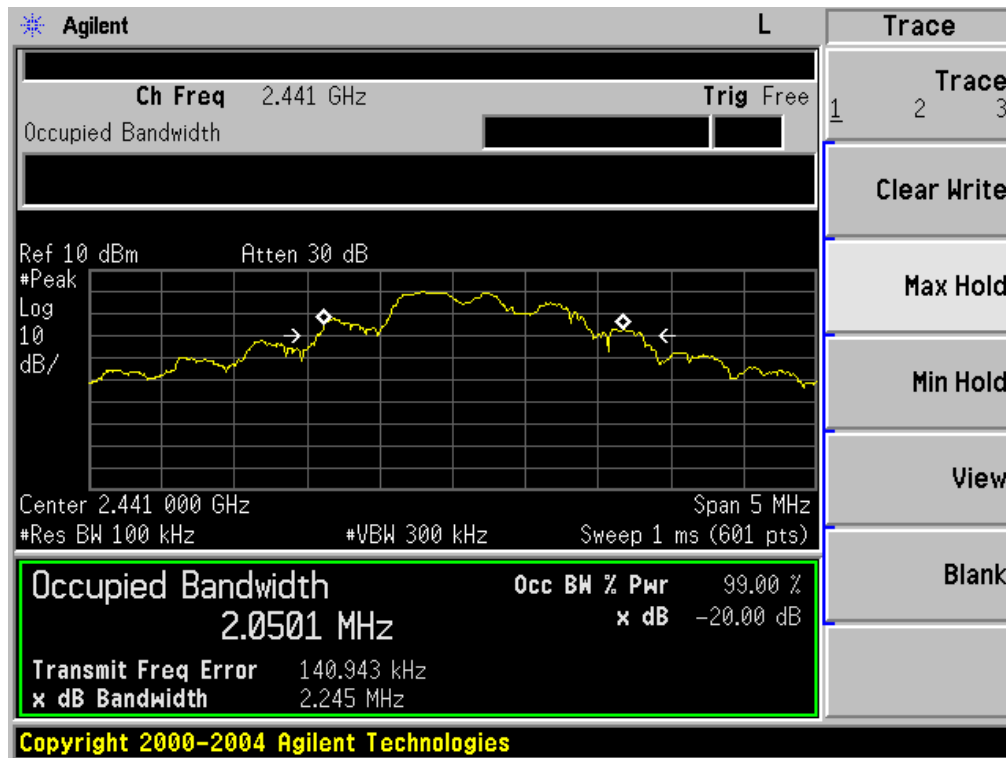 Agilent L Trace
Ch Freq 2.441 GHz Trig Free
Occupied Bandwidth
Trace
1 2 3
Clear Write
Max Hold
Min Hold
View
Blank
Ref 10 dBm Atten 30 dB
#Peak
Log
10
dB/
Center 2.441 000 GHz Span 5 MHz
#Res BW 100 kHz #VBW 300 kHz Sweep 1 ms (601 pts)
Occupied Bandwidth Occ BW % Pwr 99.00 %
2.0501 MHz x dB -20.00 dB
Transmit Freq Error 140.943 kHz
x dB Bandwidth 2.245 MHz
Copyright 2000-2004 Agilent Technologies